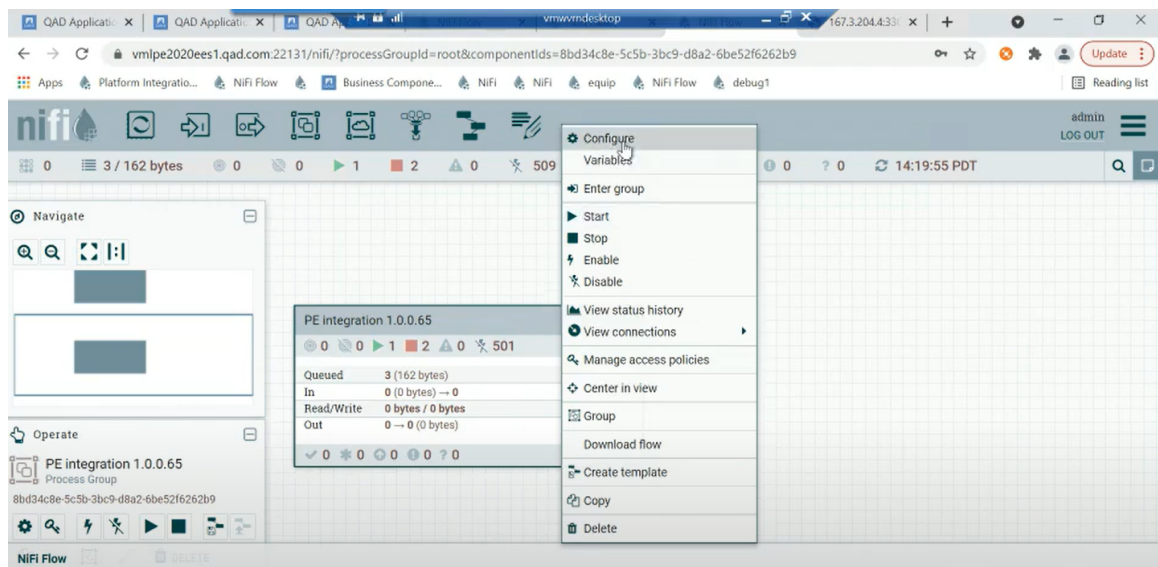 QAD Applicatic
QAD Applicatic
QAD A
vmwvmdesktop
167.3.204.4:33
vmlpe2020ees1.qad.com:22131/nifi/?processGroupId=root&componentIds=8bd34c8e-5c5b-3bc9-d8a2-6be52f6262b9
Update
Apps
Platform Integratio...
NiFi Flow
Business Compone...
NiFi
NiFi
equip
NiFi Flow
debug1
Reading list
nifi
admin
LOG OUT
0
3 / 162 bytes
0
0
1
2
0
509
0
0
14:19:55 PDT
Navigate
Operate
PE integration 1.0.0.65
Process Group
8bd34c8e-5c5b-3bc9-d8a2-6be52f6262b9
DELETE
NiFi Flow
PE integration 1.0.0.65
0 0 1 2 0 501
Queued 3 (162 bytes)
In 0 (0 bytes) → 0
Read/Write 0 bytes / 0 bytes
Out 0 → 0 (0 bytes)
0 0 0 0 ? 0
Configure
Variables
Enter group
Start
Stop
Enable
Disable
View status history
View connections
Manage access policies
Center in view
Group
Download flow
Create template
Copy
Delete